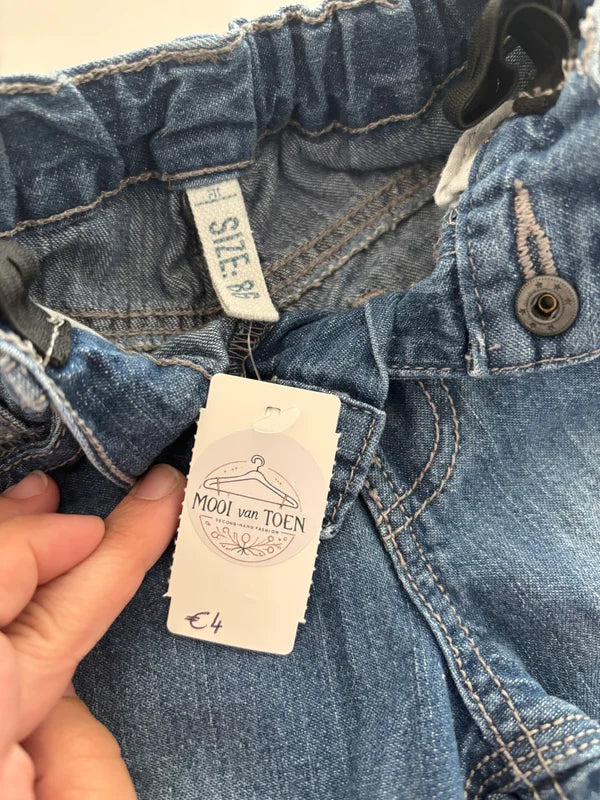 SIZE: 86
MOOI van TOEN
SECOND-HAND FASHION
€4